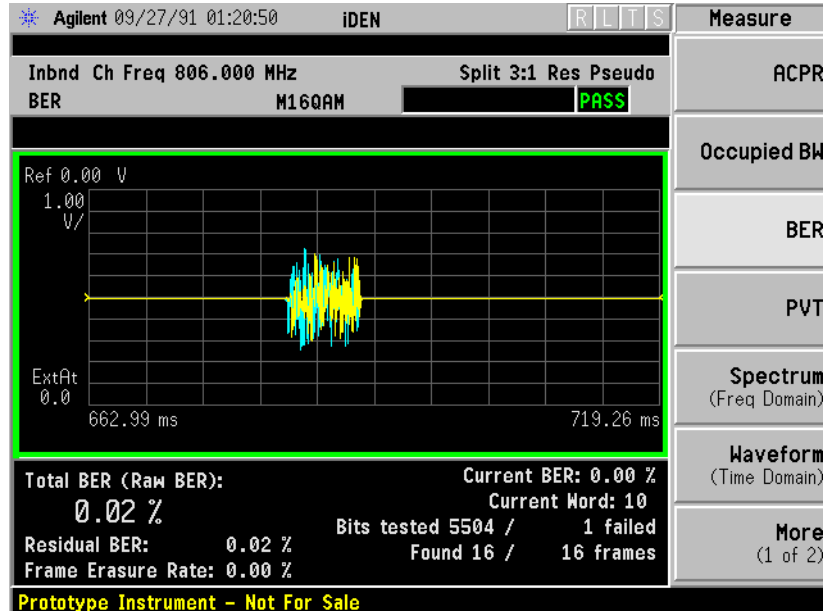 Agilent 09/27/91 01:20:50 iDEN R L T S Measure
Inbnd Ch Freq 806.000 MHz Split 3:1 Res Pseudo
BER M16QAM PASS
ACPR
Occupied BW
BER
PVT
Spectrum
(Freq Domain)
Waveform
(Time Domain)
More
(1 of 2)
Ref 0.00 V
1.00
V/
ExtAt
0.0
662.99 ms 719.26 ms
Total BER (Raw BER):
0.02 %
Residual BER: 0.02 %
Frame Erasure Rate: 0.00 %
Current BER: 0.00 %
Current Word: 10
Bits tested 5504 / 1 failed
Found 16 / 16 frames
Prototype Instrument - Not For Sale